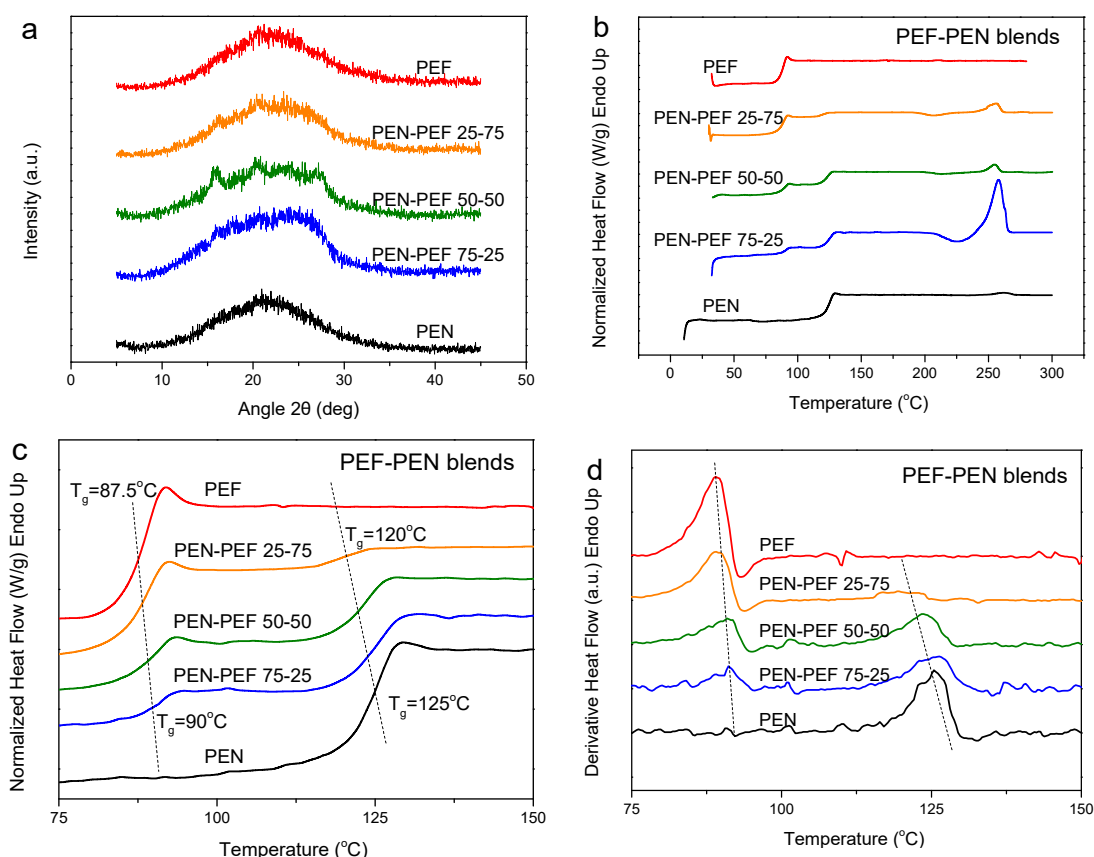 a
PEF
PEN-PEF 25-75
PEN-PEF 50-50
PEN-PEF 75-25
PEN
Intensity (a.u.)
0 10 20 30 40 50
Angle 2θ (deg)
b
PEF-PEN blends
PEF
PEN-PEF 25-75
PEN-PEF 50-50
PEN-PEF 75-25
PEN
Normalized Heat Flow (W/g) Endo Up
0 50 100 150 200 250 300
Temperature (°C)
c
PEF-PEN blends
Tg=87.5°C
PEF
Tg=120°C
PEN-PEF 25-75
PEN-PEF 50-50
PEN-PEF 75-25
Tg=90°C
Tg=125°C
PEN
Normalized Heat Flow (W/g) Endo Up
75 100 125 150
Temperature (°C)
d
PEF-PEN blends
PEF
PEN-PEF 25-75
PEN-PEF 50-50
PEN-PEF 75-25
PEN
Derivative Heat Flow (a.u.) Endo Up
75 100 125 150
Temperature (°C)